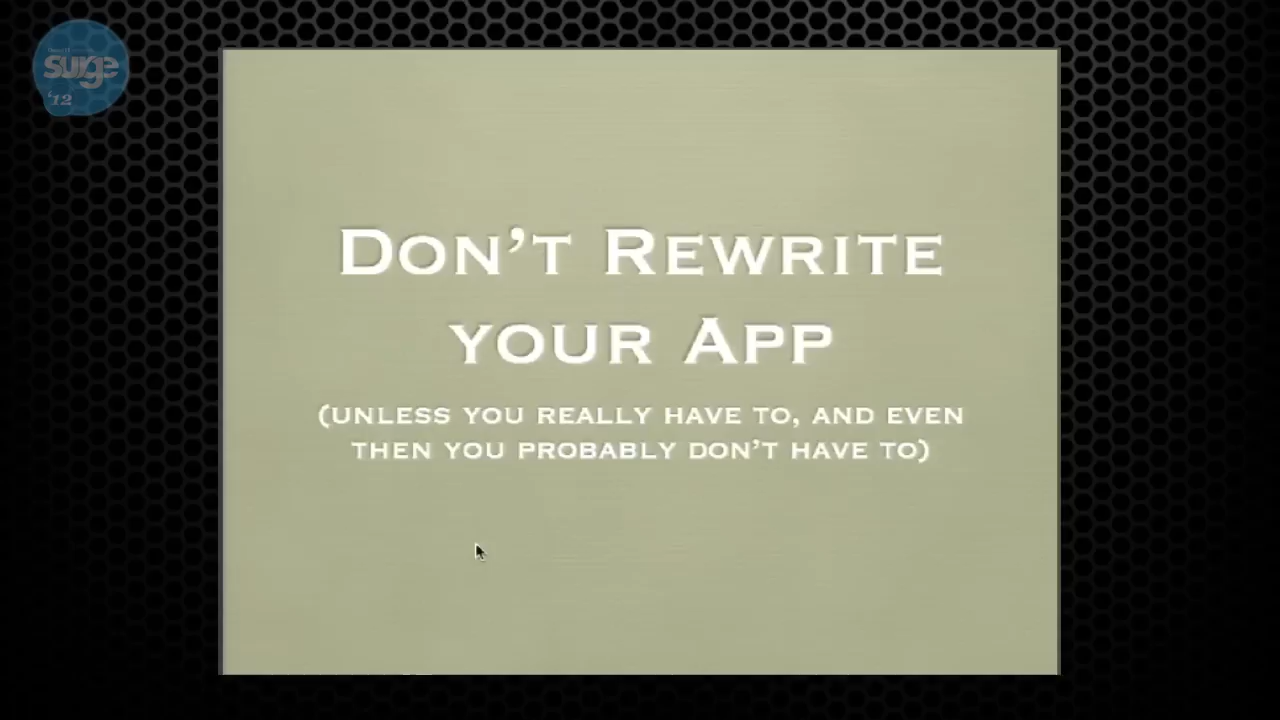 surge
'12
Don't Rewrite
your App
(unless you really have to, and even
then you probably don't have to)